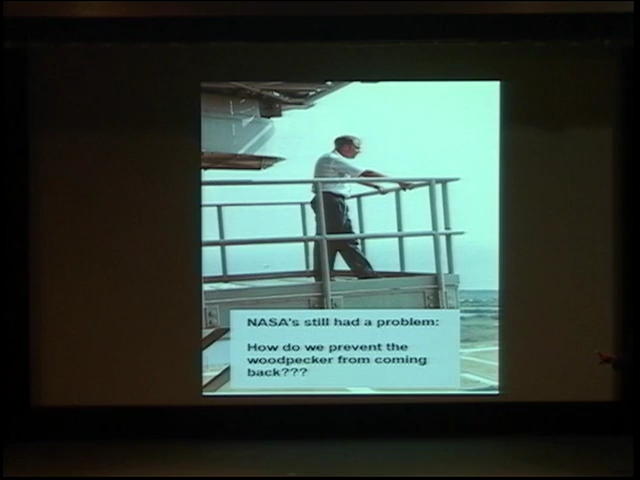 NASA's still had a problem:
How do we prevent the
woodpecker from coming
back???